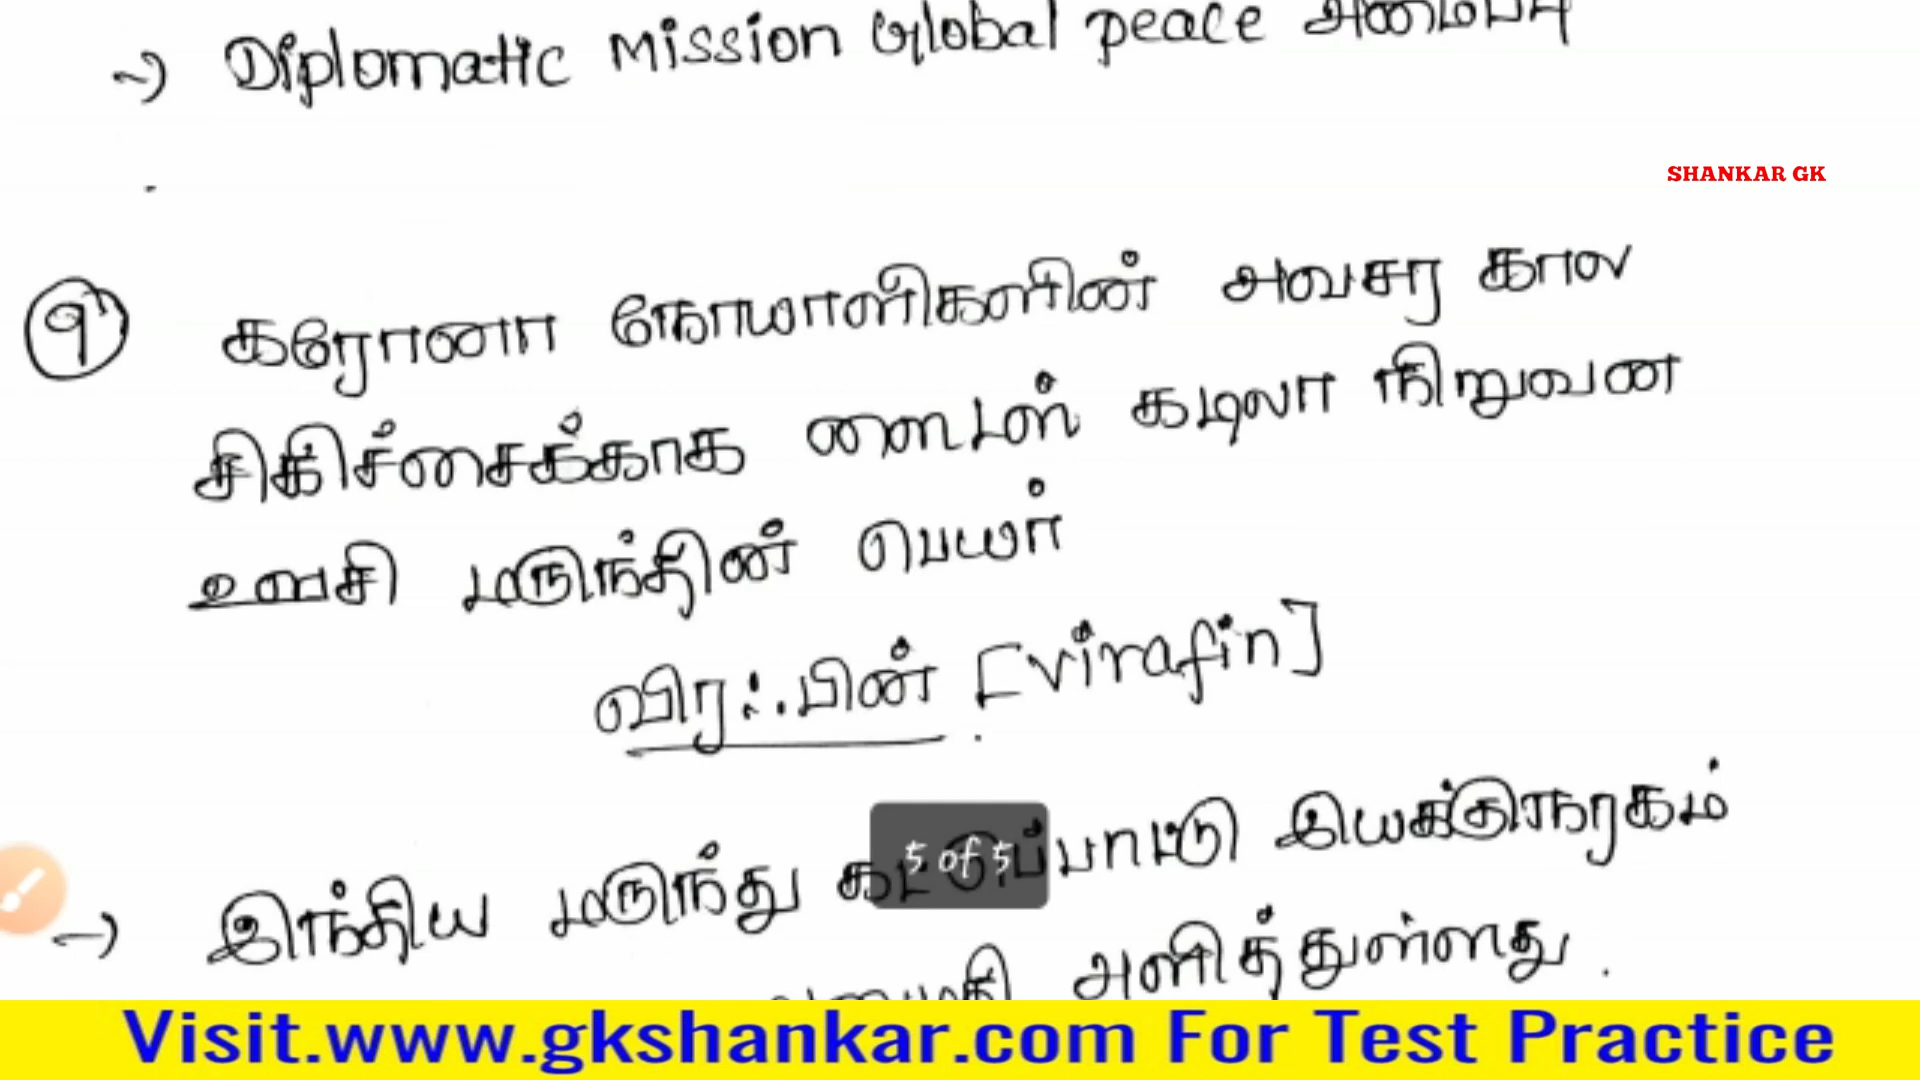 ~) Diplomatic Mission Global peace அமைப்பு
SHANKAR GK
9 கரோனா நோயாளிகளின் அவசர கால
சிகிச்சைக்காக ஸைடஸ் கடிலா நிறுவன
ஊசி மருந்தின் பெயர்
விரஃபின் [virafin]
5 of 5
→ இந்திய மருந்து கட்டுப்பாட்டு இயக்குநரகம்
அளித்துள்ளது.
Visit.www.gkshankar.com For Test Practice